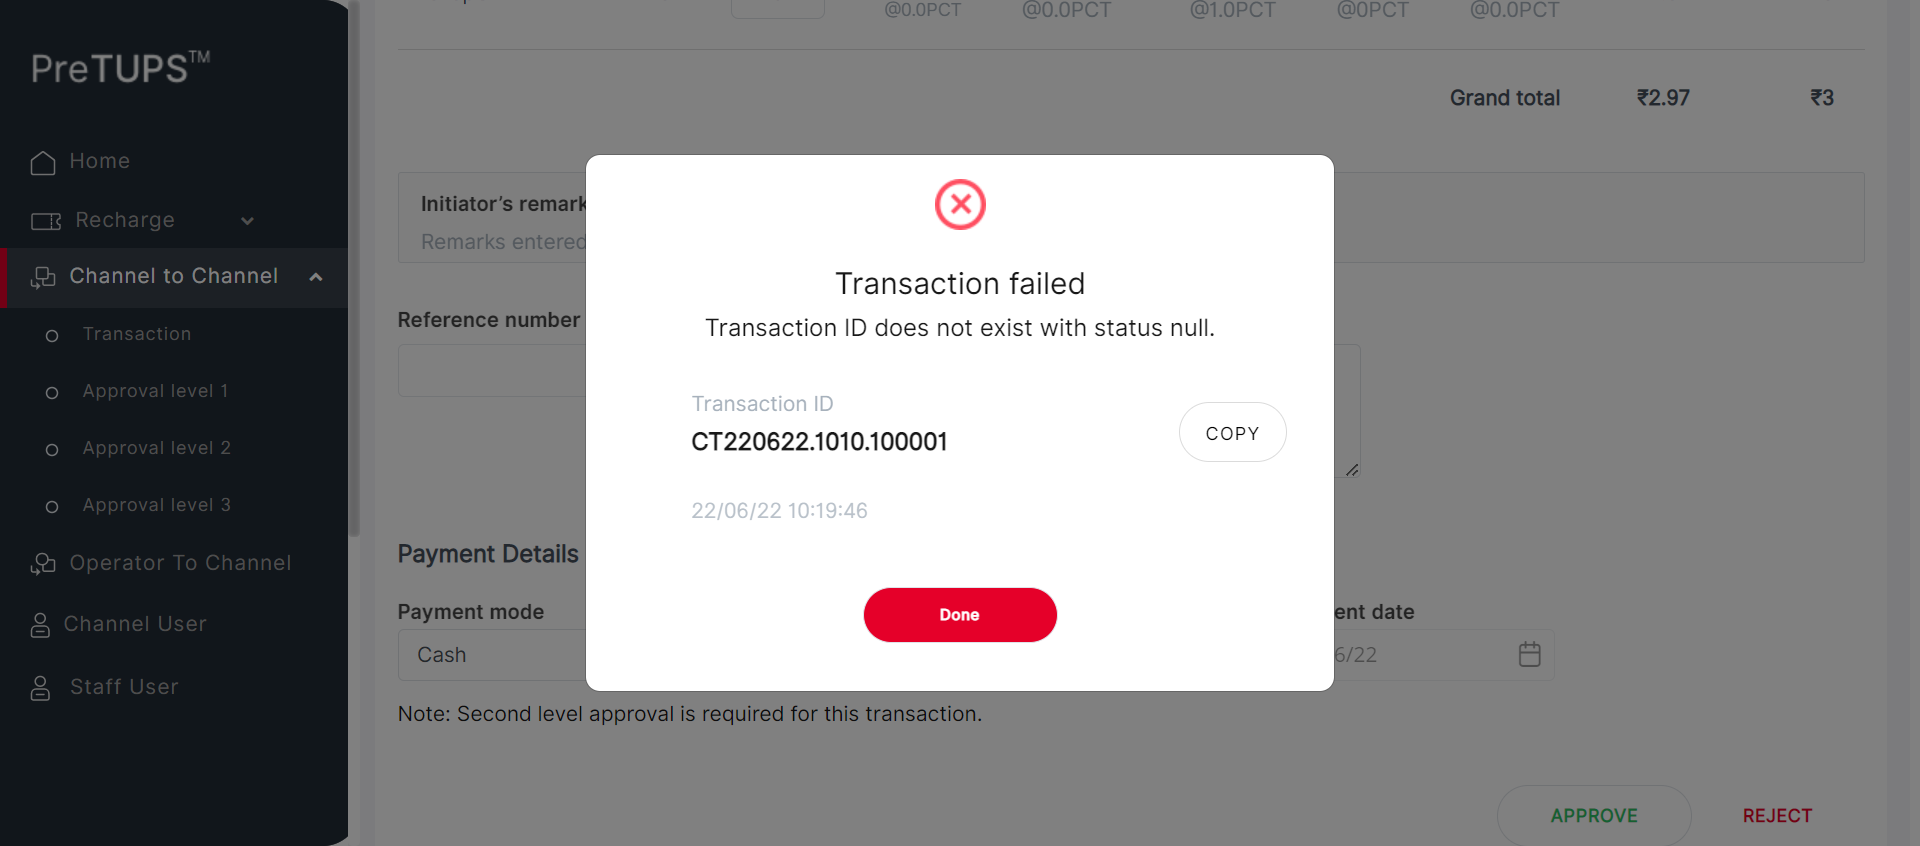 PreTUPS™
Home
Recharge
Channel to Channel
Transaction
Approval level 1
Approval level 2
Approval level 3
Operator To Channel
Channel User
Staff User
@0.0PCT @0.0PCT @1.0PCT @0PCT @0.0PCT
Grand total ₹2.97 ₹3
Initiator’s remark
Remarks entered
Reference number
Payment Details
Payment mode
Cash
ent date
6/22
Note: Second level approval is required for this transaction.
APPROVE REJECT
Transaction failed
Transaction ID does not exist with status null.
Transaction ID
CT220622.1010.100001
COPY
22/06/22 10:19:46
Done